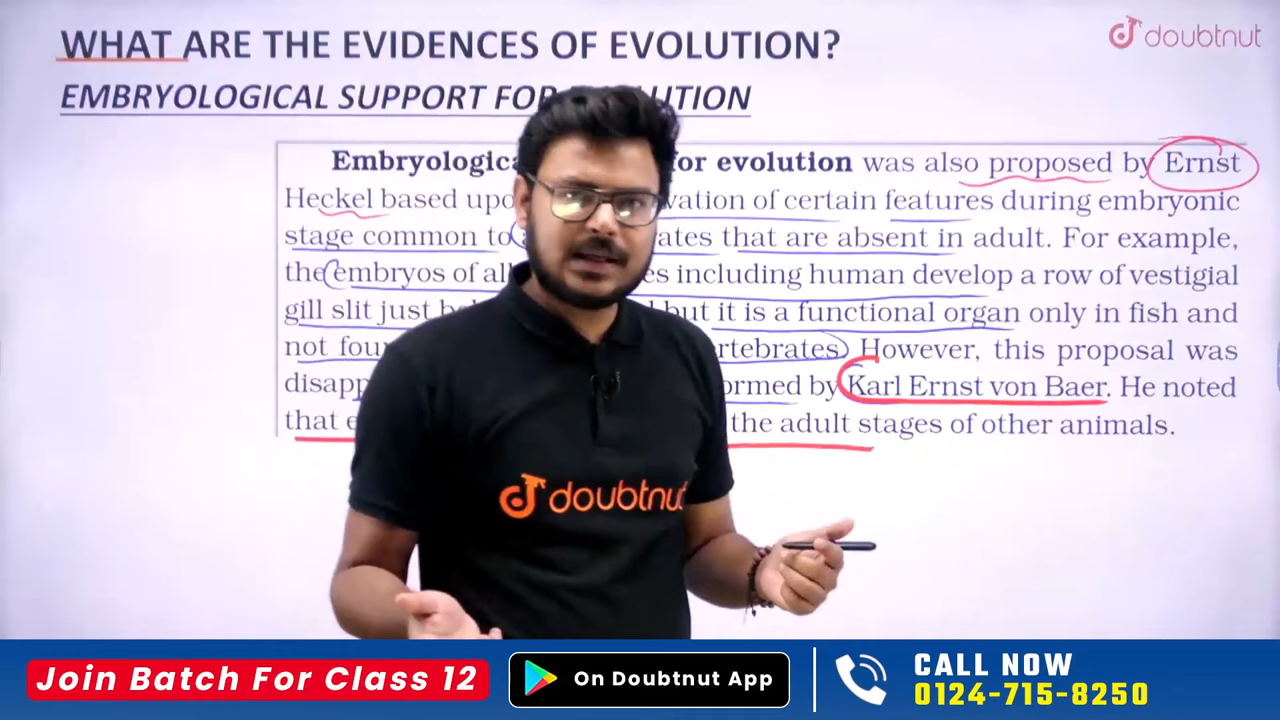 WHAT ARE THE EVIDENCES OF EVOLUTION?
doubtnut
EMBRYOLOGICAL SUPPORT FOR
Embryologic for evolution was also proposed by Ernst
Heckel based upo vation of certain features during embryonic
stage common to ates that are absent in adult. For example,
the embryos of all es including human develop a row of vestigial
gill slit just but it is a functional organ only in fish and
not foun rtebrates. However, this proposal was
disapp ormed by Karl Ernst von Baer. He noted
that e the adult stages of other animals.
doubtnut
Join Batch For Class 12
On Doubtnut App
CALL NOW
0124-715-8250